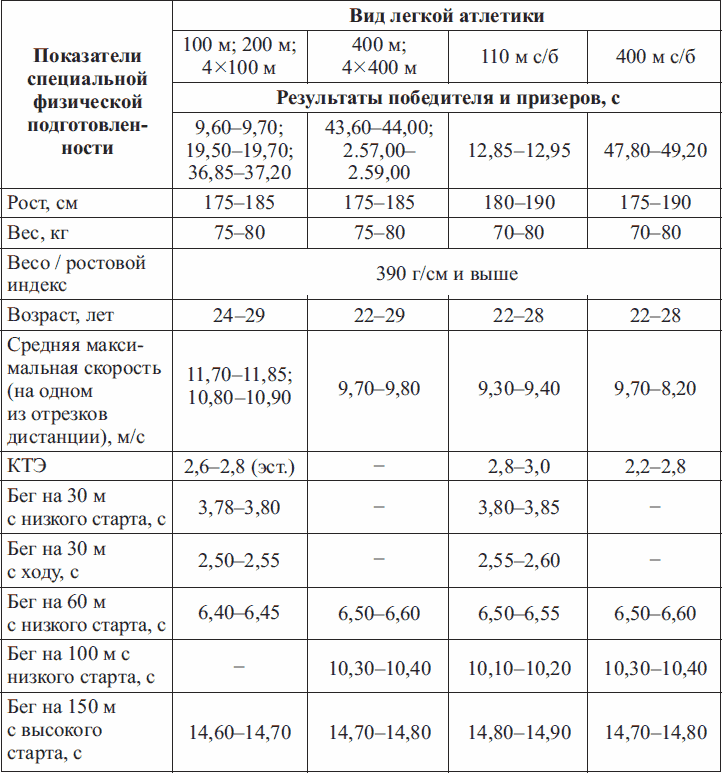 Показатели
специальной
физической
подготовлен-
ности
Вид легкой атлетики
100 м; 200 м;
4×100 м
400 м;
4×400 м
110 м с/б
400 м с/б
Результаты победителя и призеров, с
9,60–9,70;
19,50–19,70;
36,85–37,20
43,60–44,00;
2.57,00–
2.59,00
12,85–12,95
47,80–49,20
Рост, см
175–185
175–185
180–190
175–190
Вес, кг
75–80
75–80
70–80
70–80
Весо / ростовой
индекс
390 г/см и выше
Возраст, лет
24–29
22–29
22–28
22–28
Средняя макси-
мальная скорость
(на одном
из отрезков
дистанции), м/с
11,70–11,85;
10,80–10,90
9,70–9,80
9,30–9,40
9,70–8,20
КТЭ
2,6–2,8 (эст.)
–
2,8–3,0
2,2–2,8
Бег на 30 м
с низкого старта, с
3,78–3,80
–
3,80–3,85
–
Бег на 30 м
с ходу, с
2,50–2,55
–
2,55–2,60
–
Бег на 60 м
с низкого старта, с
6,40–6,45
6,50–6,60
6,50–6,55
6,50–6,60
Бег на 100 м с
низкого старта, с
–
10,30–10,40
10,10–10,20
10,30–10,40
Бег на 150 м
с высокого
старта, с
14,60–14,70
14,70–14,80
14,80–14,90
14,70–14,80